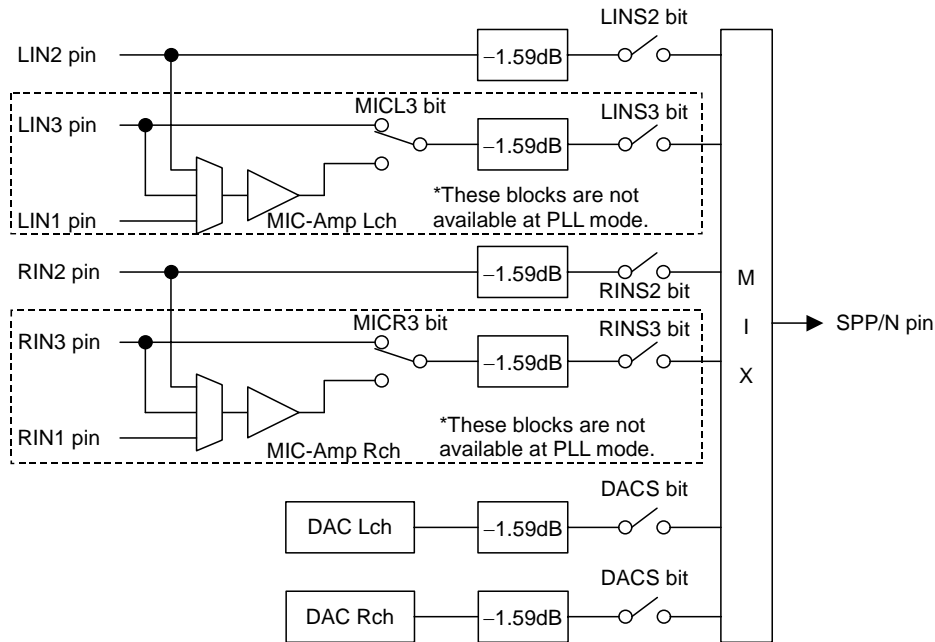 LINS2 bit
LIN2 pin
−1.59dB
MICL3 bit
LINS3 bit
LIN3 pin
−1.59dB
*These blocks are not
available at PLL mode.
LIN1 pin
MIC-Amp Lch
RIN2 pin
−1.59dB
RINS2 bit
MICR3 bit
RINS3 bit
RIN3 pin
−1.59dB
*These blocks are not
available at PLL mode.
RIN1 pin
MIC-Amp Rch
M
I
X
SPP/N pin
DACS bit
DAC Lch
−1.59dB
DACS bit
DAC Rch
−1.59dB